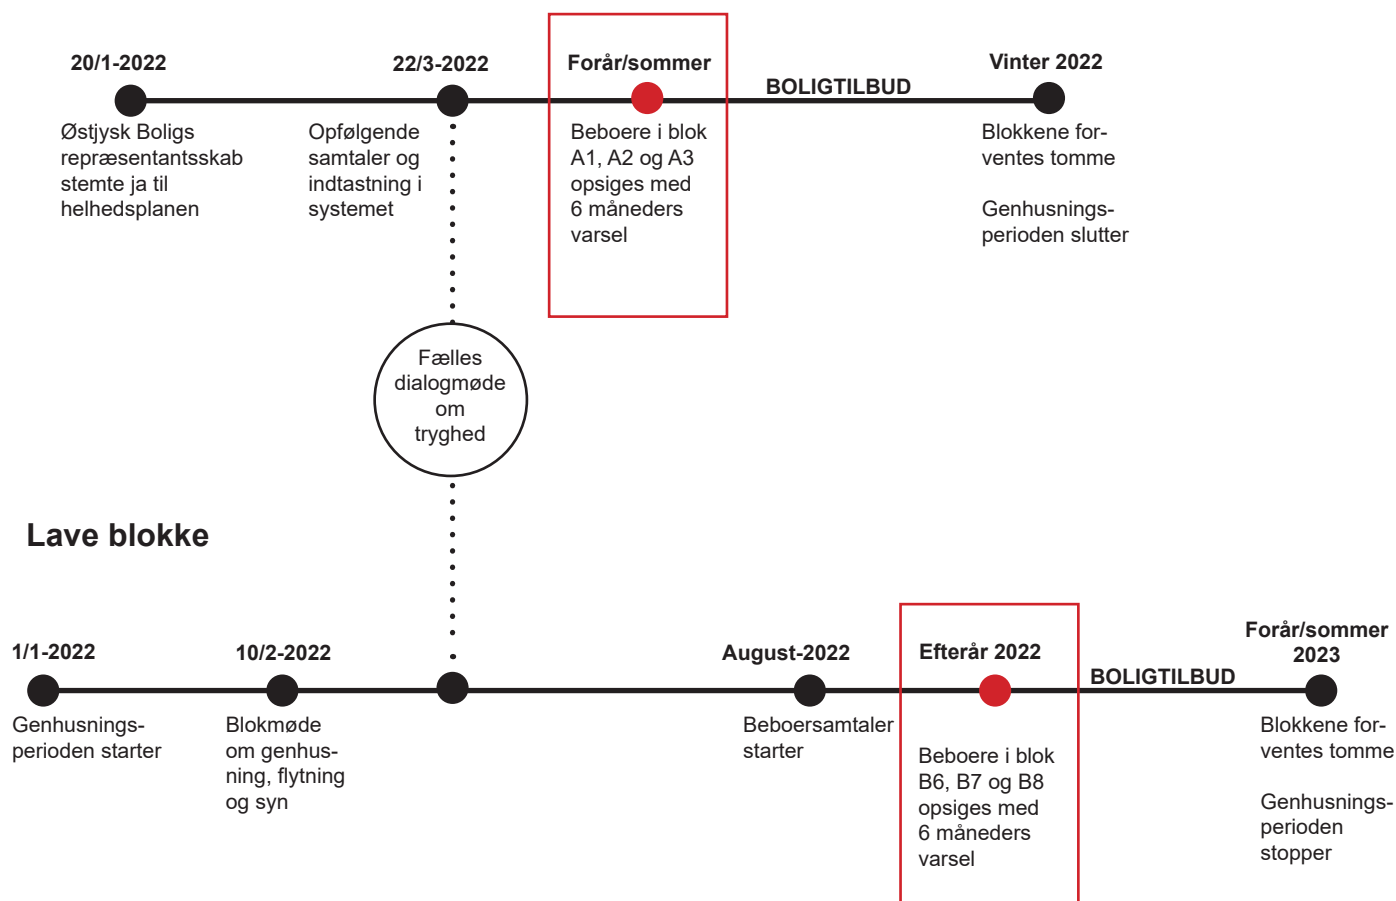 20/1-2022
Østjysk Boligs
repræsentantsskab
stemte ja til
helhedsplanen
22/3-2022
Opfølgende
samtaler og
indtastning i
systemet
Forår/sommer
Beboere i blok
A1, A2 og A3
opsiges med
6 måneders
varsel
BOLIGTILBUD
Vinter 2022
Blokkene for-
ventes tomme
Genhusnings-
perioden slutter
Fælles
dialogmøde
om
tryghed
Lave blokke
1/1-2022
Genhusnings-
perioden starter
10/2-2022
Blokmøde
om genhus-
ning, flytning
og syn
August-2022
Beboersamtaler
starter
Efterår 2022
Beboere i blok
B6, B7 og B8
opsiges med
6 måneders
varsel
BOLIGTILBUD
Forår/sommer
2023
Blokkene for-
ventes tomme
Genhusnings-
perioden
stopper